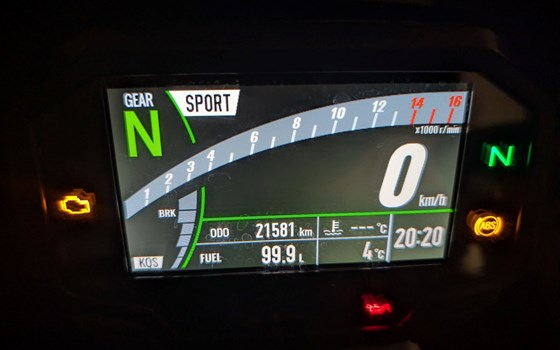 GEAR SPORT
N
1 2 3 4 6 8 10 12 14 16
x1000 r/min
N
0 km/h
BRK
ABS
ODO 21581 km --- °C
20:20
KQS FUEL 99.9 L 4 °C